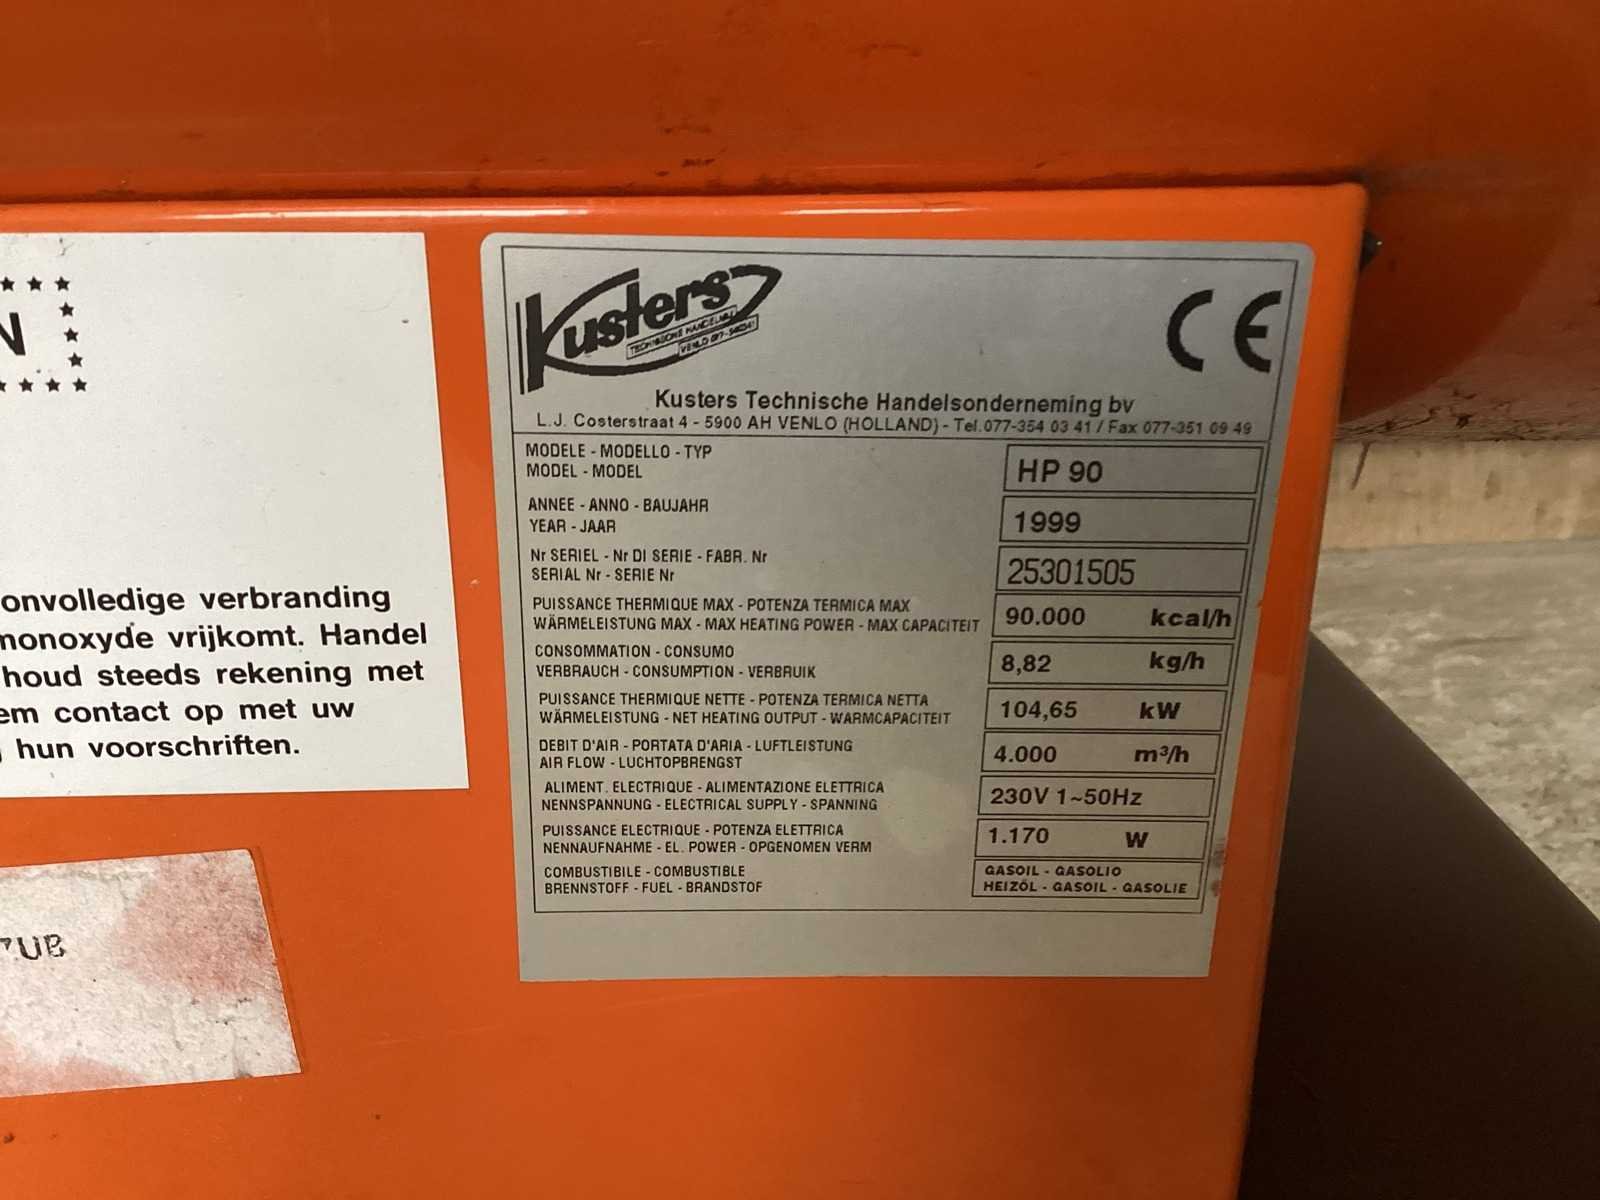 N
onvolledige verbranding
monoxyde vrijkomt. Handel
houd steeds rekening met
em contact op met uw
hun voorschriften.
Kusters
TECHNISCHE HANDELS
VENLO 077-3540341
CE
Kusters Technische Handelsonderneming bv
L.J. Costerstraat 4 - 5900 AH VENLO (HOLLAND) - Tel.077-354 03 41 / Fax 077-351 09 49
MODELE - MODELLO - TYP
MODEL - MODEL
HP 90
ANNEE - ANNO - BAUJAHR
YEAR - JAAR
1999
Nr SERIEL - Nr DI SERIE - FABR. Nr
SERIAL Nr - SERIE Nr
25301505
PUISSANCE THERMIQUE MAX - POTENZA TERMICA MAX
WÄRMELEISTUNG MAX - MAX HEATING POWER - MAX CAPACITEIT
90.000 kcal/h
CONSOMMATION - CONSUMO
VERBRAUCH - CONSUMPTION - VERBRUIK
8,82 kg/h
PUISSANCE THERMIQUE NETTE - POTENZA TERMICA NETTA
WÄRMELEISTUNG - NET HEATING OUTPUT - WARMCAPACITEIT
104,65 kW
DEBIT D'AIR - PORTATA D'ARIA - LUFTLEISTUNG
AIR FLOW - LUCHTOPBRENGST
4.000 m³/h
ALIMENT. ELECTRIQUE - ALIMENTAZIONE ELETTRICA
NENNSPANNUNG - ELECTRICAL SUPPLY - SPANNING
230V 1~50Hz
PUISSANCE ELECTRIQUE - POTENZA ELETTRICA
NENNAUFNAHME - EL. POWER - OPGENOMEN VERM
1.170 W
COMBUSTIBILE - COMBUSTIBLE
BRENNSTOFF - FUEL - BRANDSTOF
GASOIL - GASOLIO
HEIZÖL - GASOIL - GASOLIE